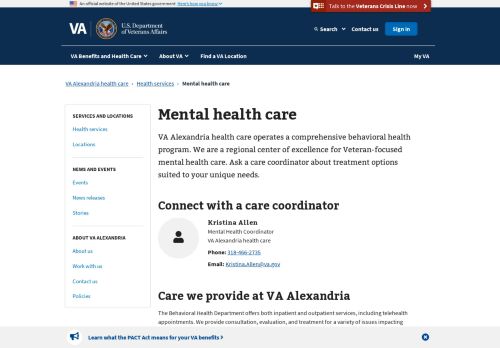 An official website of the United States government Here's how you know
Talk to the Veterans Crisis Line now
VA
U.S. Department
of Veterans Affairs
Search
Contact us
Sign in
VA Benefits and Health Care
About VA
Find a VA Location
My VA
VA Alexandria health care › Health services › Mental health care
SERVICES AND LOCATIONS
Health services
Locations
NEWS AND EVENTS
Events
News releases
Stories
ABOUT VA ALEXANDRIA
About us
Work with us
Contact us
Policies
Mental health care
VA Alexandria health care operates a comprehensive behavioral health
program. We are a regional center of excellence for Veteran-focused
mental health care. Ask a care coordinator about treatment options
suited to your unique needs.
Connect with a care coordinator
Kristina Allen
Mental Health Coordinator
VA Alexandria health care
Phone: 318-466-2735
Email: Kristina.Allen@va.gov
Care we provide at VA Alexandria
The Behavioral Health Department offers both inpatient and outpatient services, including telehealth
appointments. We provide consultation, evaluation, and treatment for a variety of issues impacting
Learn what the PACT Act means for your VA benefits